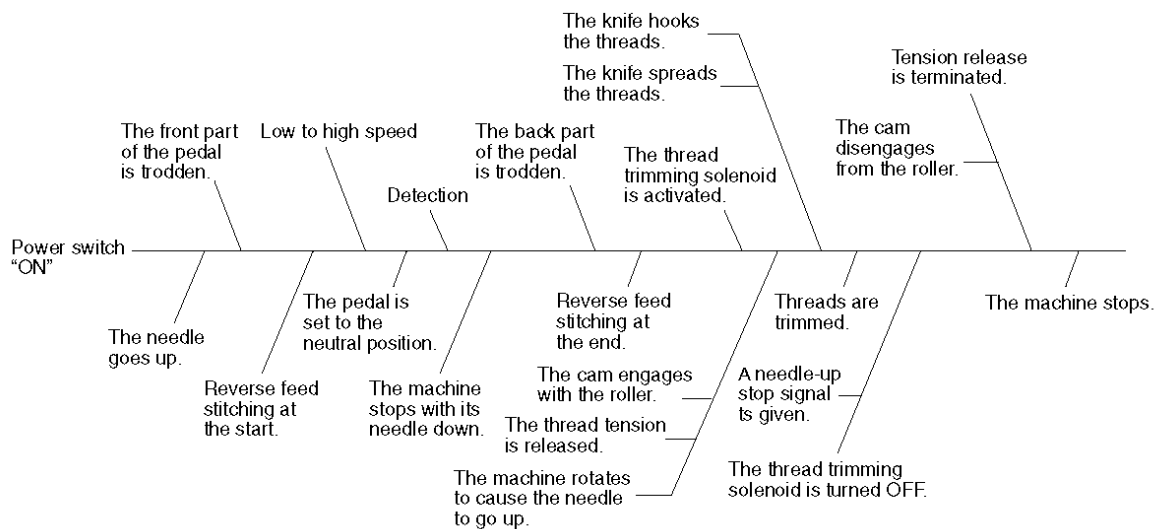 The knife hooks
the threads.
The knife spreads
the threads.
Tension release
is terminated.
The front part
of the pedal
is trodden.
Low to high speed
The back part
of the pedal
is trodden.
The thread
trimming solenoid
is activated.
The cam
disengages
from the roller.
Detection
Power switch
“ON”
The needle
goes up.
The pedal is
set to the
neutral position.
Reverse feed
stitching at
the end.
Threads are
trimmed.
The machine stops.
Reverse feed
stitching at
the start.
The machine
stops with its
needle down.
The cam engages
with the roller.
The thread tension
is released.
The machine rotates
to cause the needle
to go up.
A needle-up
stop signal
ts given.
The thread trimming
solenoid is turned OFF.